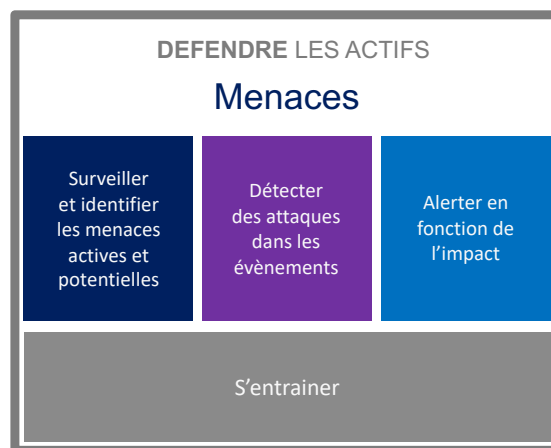 DEFENDRE LES ACTIFS
Menaces
Surveiller
et identifier
les menaces
actives et
potentielles
Détecter
des attaques
dans les
évènements
Alerter en
fonction de
l’impact
S’entrainer